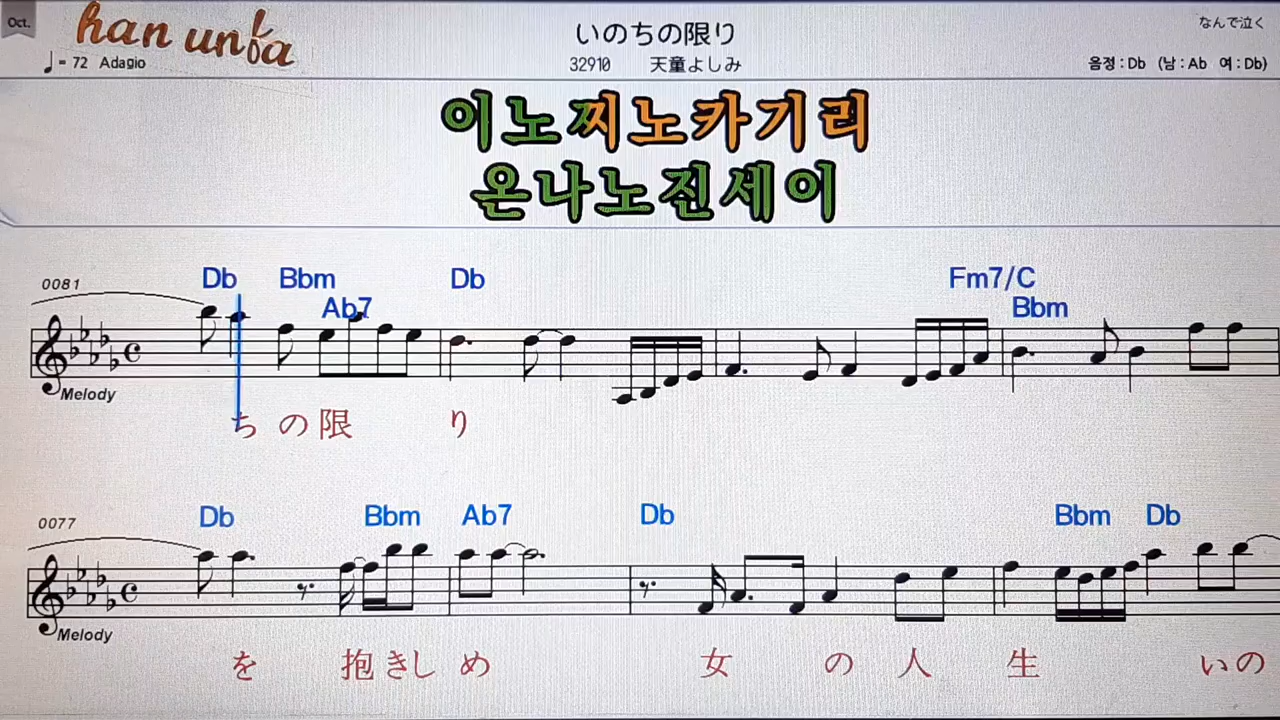 Oct.
han unla
♩= 72 Adagio
いのちの限り
32910 天童よしみ
なんで泣く
음정 : Db (남 : Ab 여 : Db)
이노찌노카기리
온나노진세이
0081
Db Bbm Ab7 Db Fm7/C Bbm
Melody
ちの限り
0077
Db Bbm Ab7 Db Bbm Db
Melody
を 抱きしめ 女の人生 いの